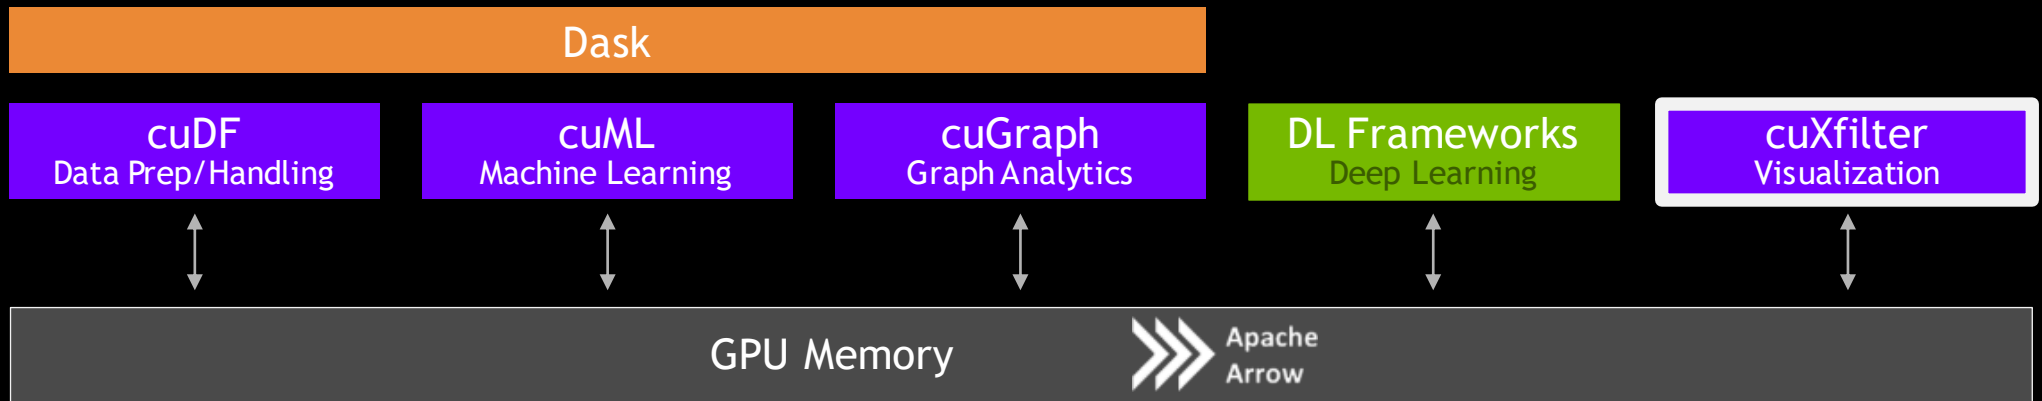 Dask
cuDF
Data Prep/Handling
cuML
Machine Learning
cuGraph
Graph Analytics
DL Frameworks
Deep Learning
cuXfilter
Visualization
GPU Memory
Apache
Arrow